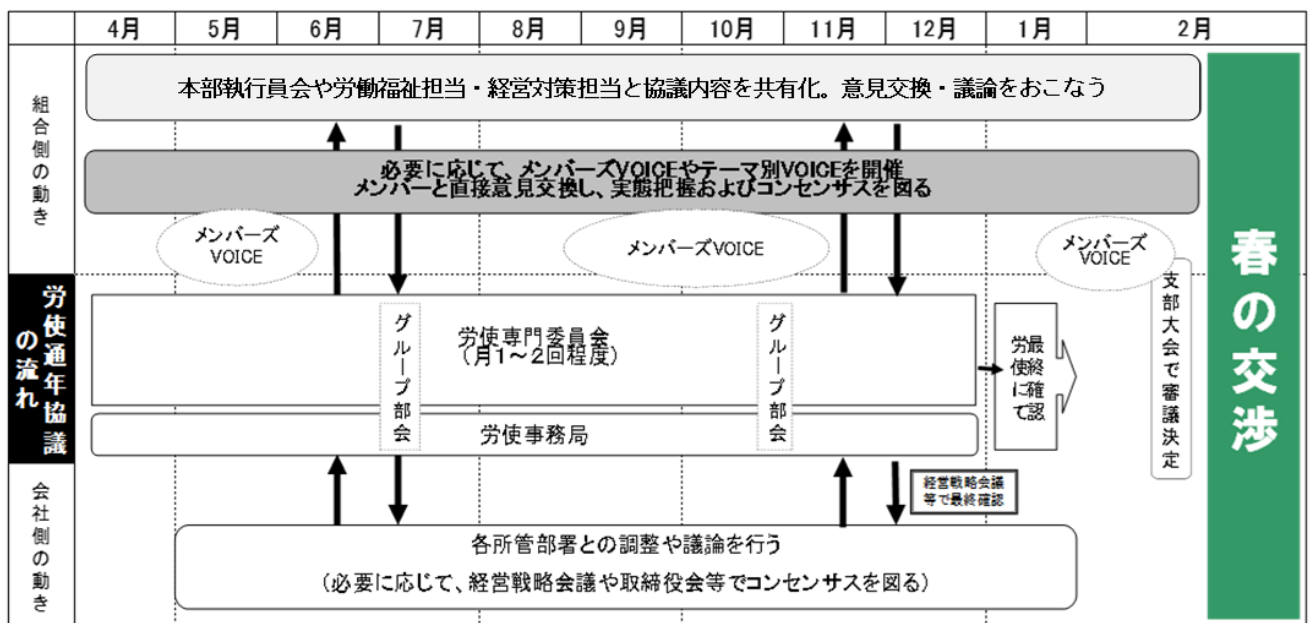 4月 5月 6月 7月 8月 9月 10月 11月 12月 1月 2月
組合側の動き
本部執行員会や労働福祉担当・経営対策担当と協議内容を共有化。意見交換・議論をおこなう
必要に応じて、メンバーズVOICEやテーマ別VOICEを開催
メンバーと直接意見交換し、実態把握およびコンセンサスを図る
メンバーズ
VOICE
メンバーズVOICE
メンバーズ
VOICE
労使通年協議
の流れ
労使専門委員会
(月1～2回程度)
グループ部会
グループ部会
労使事務局
最終確認
労使にて
支部大会で審議決定
春の交渉
会社側の動き
経営戦略会議
等で最終確認
各所管部署との調整や議論を行う
(必要に応じて、経営戦略会議や取締役会等でコンセンサスを図る)